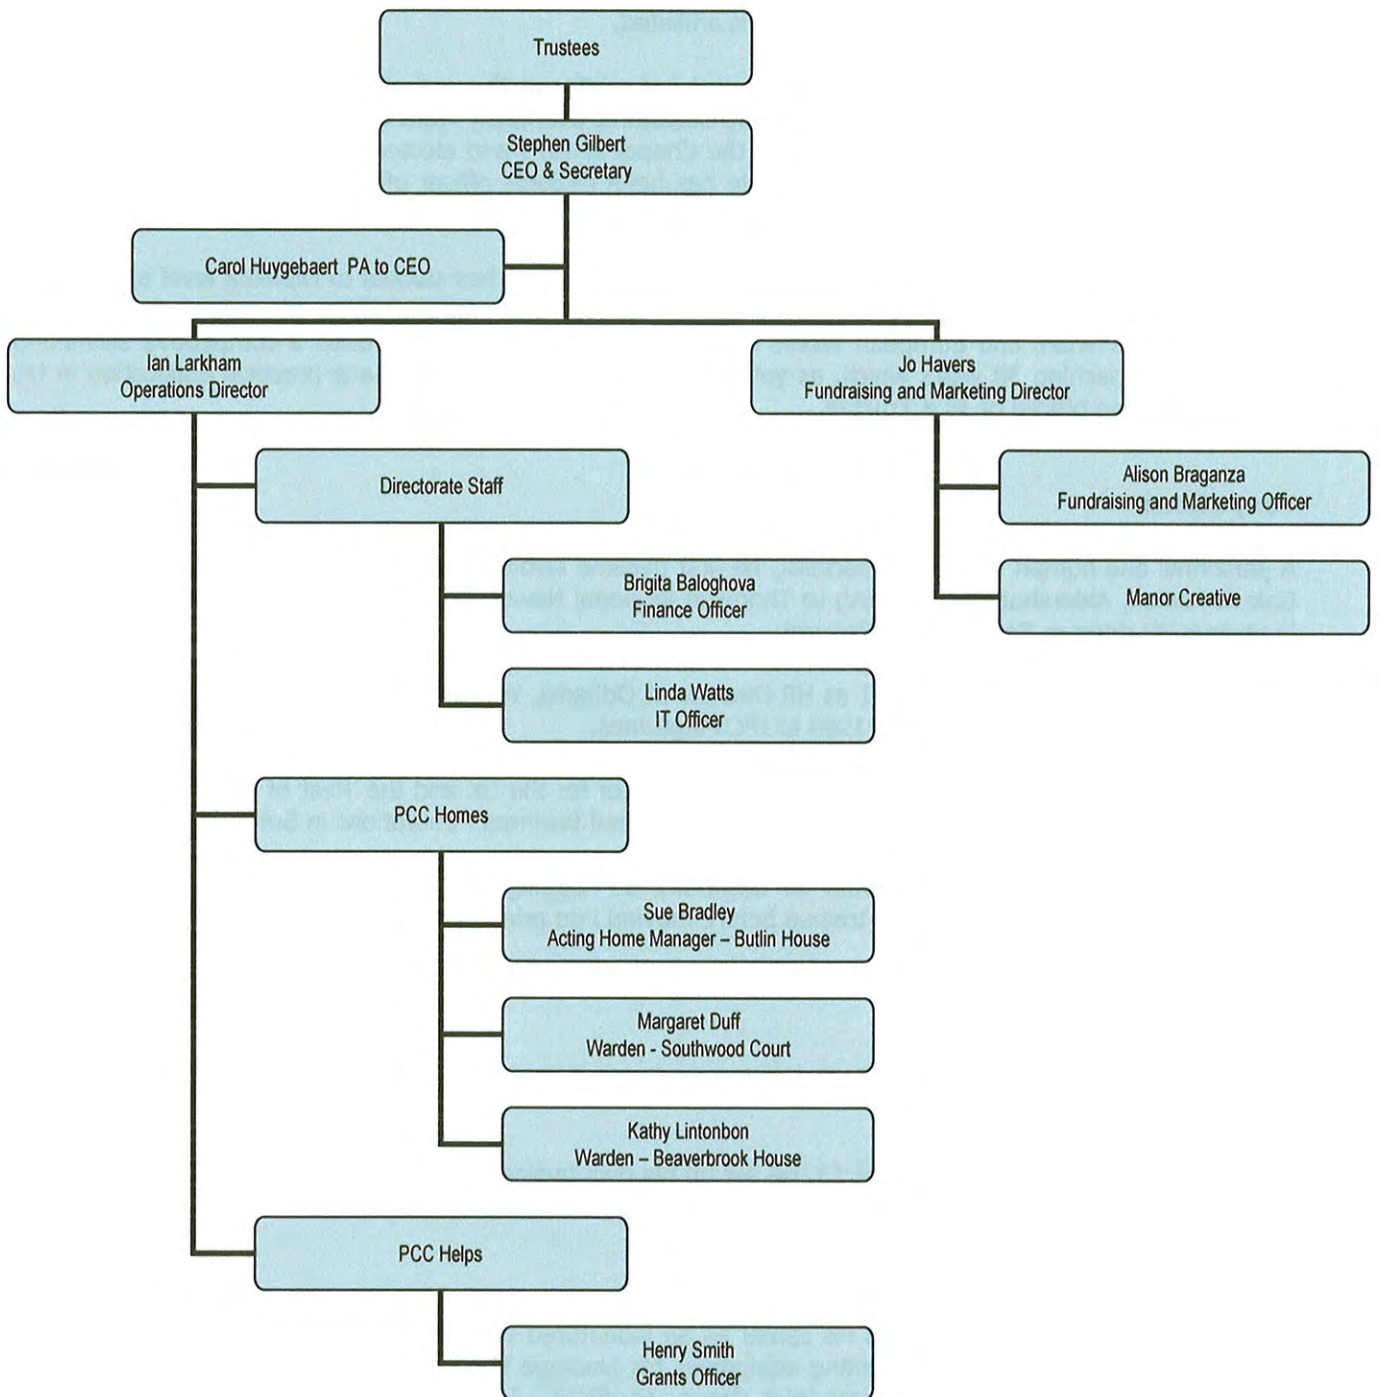 Trustees
Stephen Gilbert
CEO & Secretary
Carol Huygebaert PA to CEO
Ian Larkham
Operations Director
Jo Havers
Fundraising and Marketing Director
Directorate Staff
Alison Braganza
Fundraising and Marketing Officer
Brigita Baloghova
Finance Officer
Manor Creative
Linda Watts
IT Officer
PCC Homes
Sue Bradley
Acting Home Manager – Butlin House
Margaret Duff
Warden - Southwood Court
Kathy Lintonbon
Warden – Beaverbrook House
PCC Helps
Henry Smith
Grants Officer